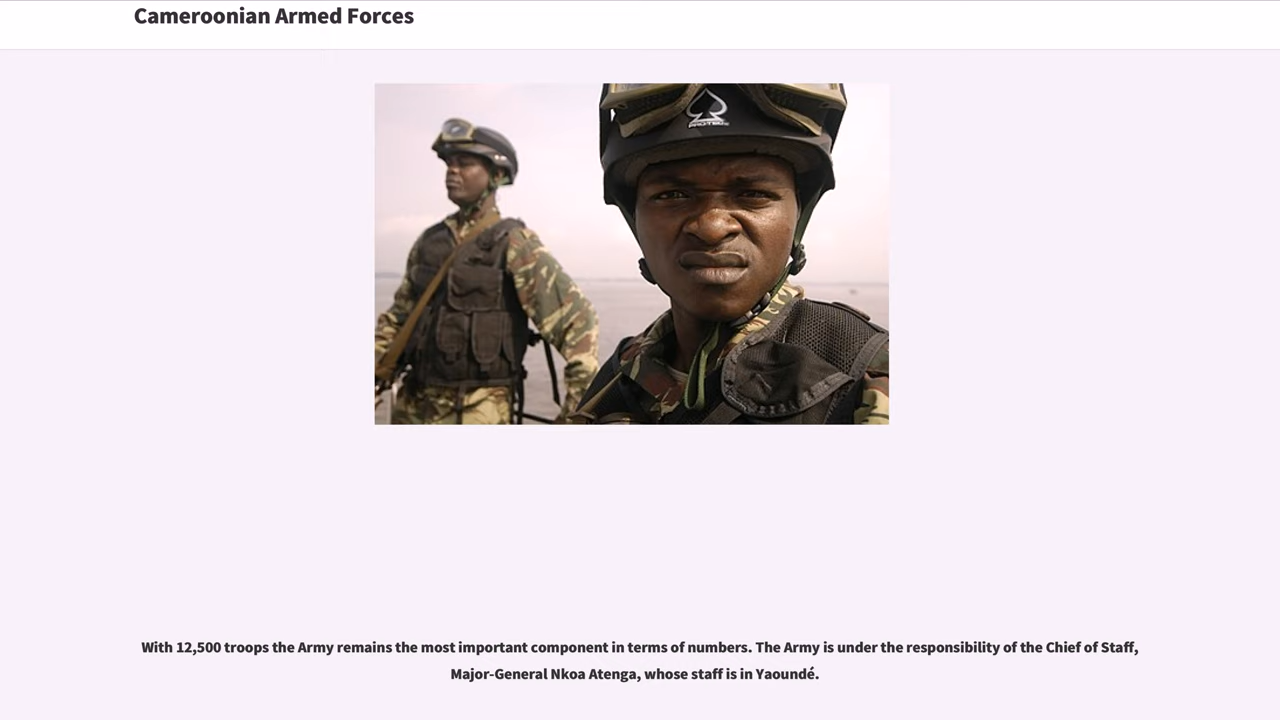 Cameroonian Armed Forces
PRO-TEC
With 12,500 troops the Army remains the most important component in terms of numbers. The Army is under the responsibility of the Chief of Staff,
Major-General Nkoa Atenga, whose staff is in Yaoundé.